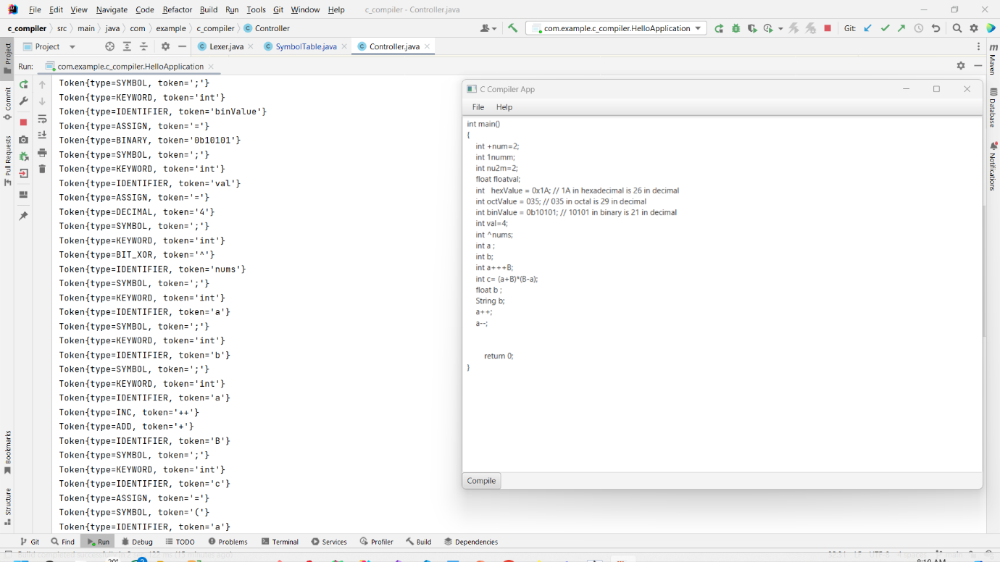 File Edit View Navigate Code Refactor Build Run Tools Git Window Help c_compiler - Controller.java
c_compiler src main java com example c_compiler Controller com.example.c_compiler.HelloApplication Git:
Project Project Lexer.java SymbolTable.java Controller.java Maven
Run: com.example.c_compiler.HelloApplication
Commit
Pull Requests
Bookmarks
Structure
Database
Notifications
Token{type=SYMBOL, token=';'}
Token{type=KEYWORD, token='int'}
Token{type=IDENTIFIER, token='binValue'}
Token{type=ASSIGN, token='='}
Token{type=BINARY, token='0b10101'}
Token{type=SYMBOL, token=';'}
Token{type=KEYWORD, token='int'}
Token{type=IDENTIFIER, token='val'}
Token{type=ASSIGN, token='='}
Token{type=DECIMAL, token='4'}
Token{type=SYMBOL, token=';'}
Token{type=KEYWORD, token='int'}
Token{type=BIT_XOR, token='^'}
Token{type=IDENTIFIER, token='nums'}
Token{type=SYMBOL, token=';'}
Token{type=KEYWORD, token='int'}
Token{type=IDENTIFIER, token='a'}
Token{type=SYMBOL, token=';'}
Token{type=KEYWORD, token='int'}
Token{type=IDENTIFIER, token='b'}
Token{type=SYMBOL, token=';'}
Token{type=KEYWORD, token='int'}
Token{type=IDENTIFIER, token='a'}
Token{type=INC, token='++'}
Token{type=ADD, token='+'}
Token{type=IDENTIFIER, token='B'}
Token{type=SYMBOL, token=';'}
Token{type=KEYWORD, token='int'}
Token{type=IDENTIFIER, token='c'}
Token{type=ASSIGN, token='='}
Token{type=SYMBOL, token='('}
Token{type=IDENTIFIER, token='a'}
C Compiler App
File Help
int main()
{
int +num=2;
int 1numm;
int nu2m=2;
float floatval;
int hexValue = 0x1A; // 1A in hexadecimal is 26 in decimal
int octValue = 035; // 035 in octal is 29 in decimal
int binValue = 0b10101; // 10101 in binary is 21 in decimal
int val=4;
int ^nums;
int a ;
int b;
int a+++B;
int c= (a+B)*(B-a);
float b ;
String b;
a++;
a--;
return 0;
}
Compile
Git Find Run Debug TODO Problems Terminal Services Profiler Build Dependencies